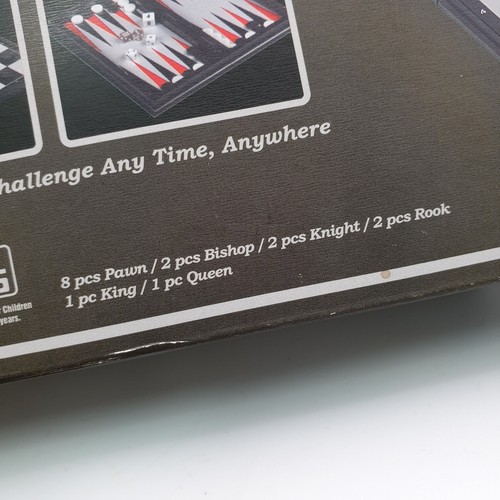 hallenge Any Time, Anywhere
8 pcs Pawn / 2 pcs Bishop / 2 pcs Knight / 2 pcs Rook
1 pc King / 1 pc Queen
Children
years.